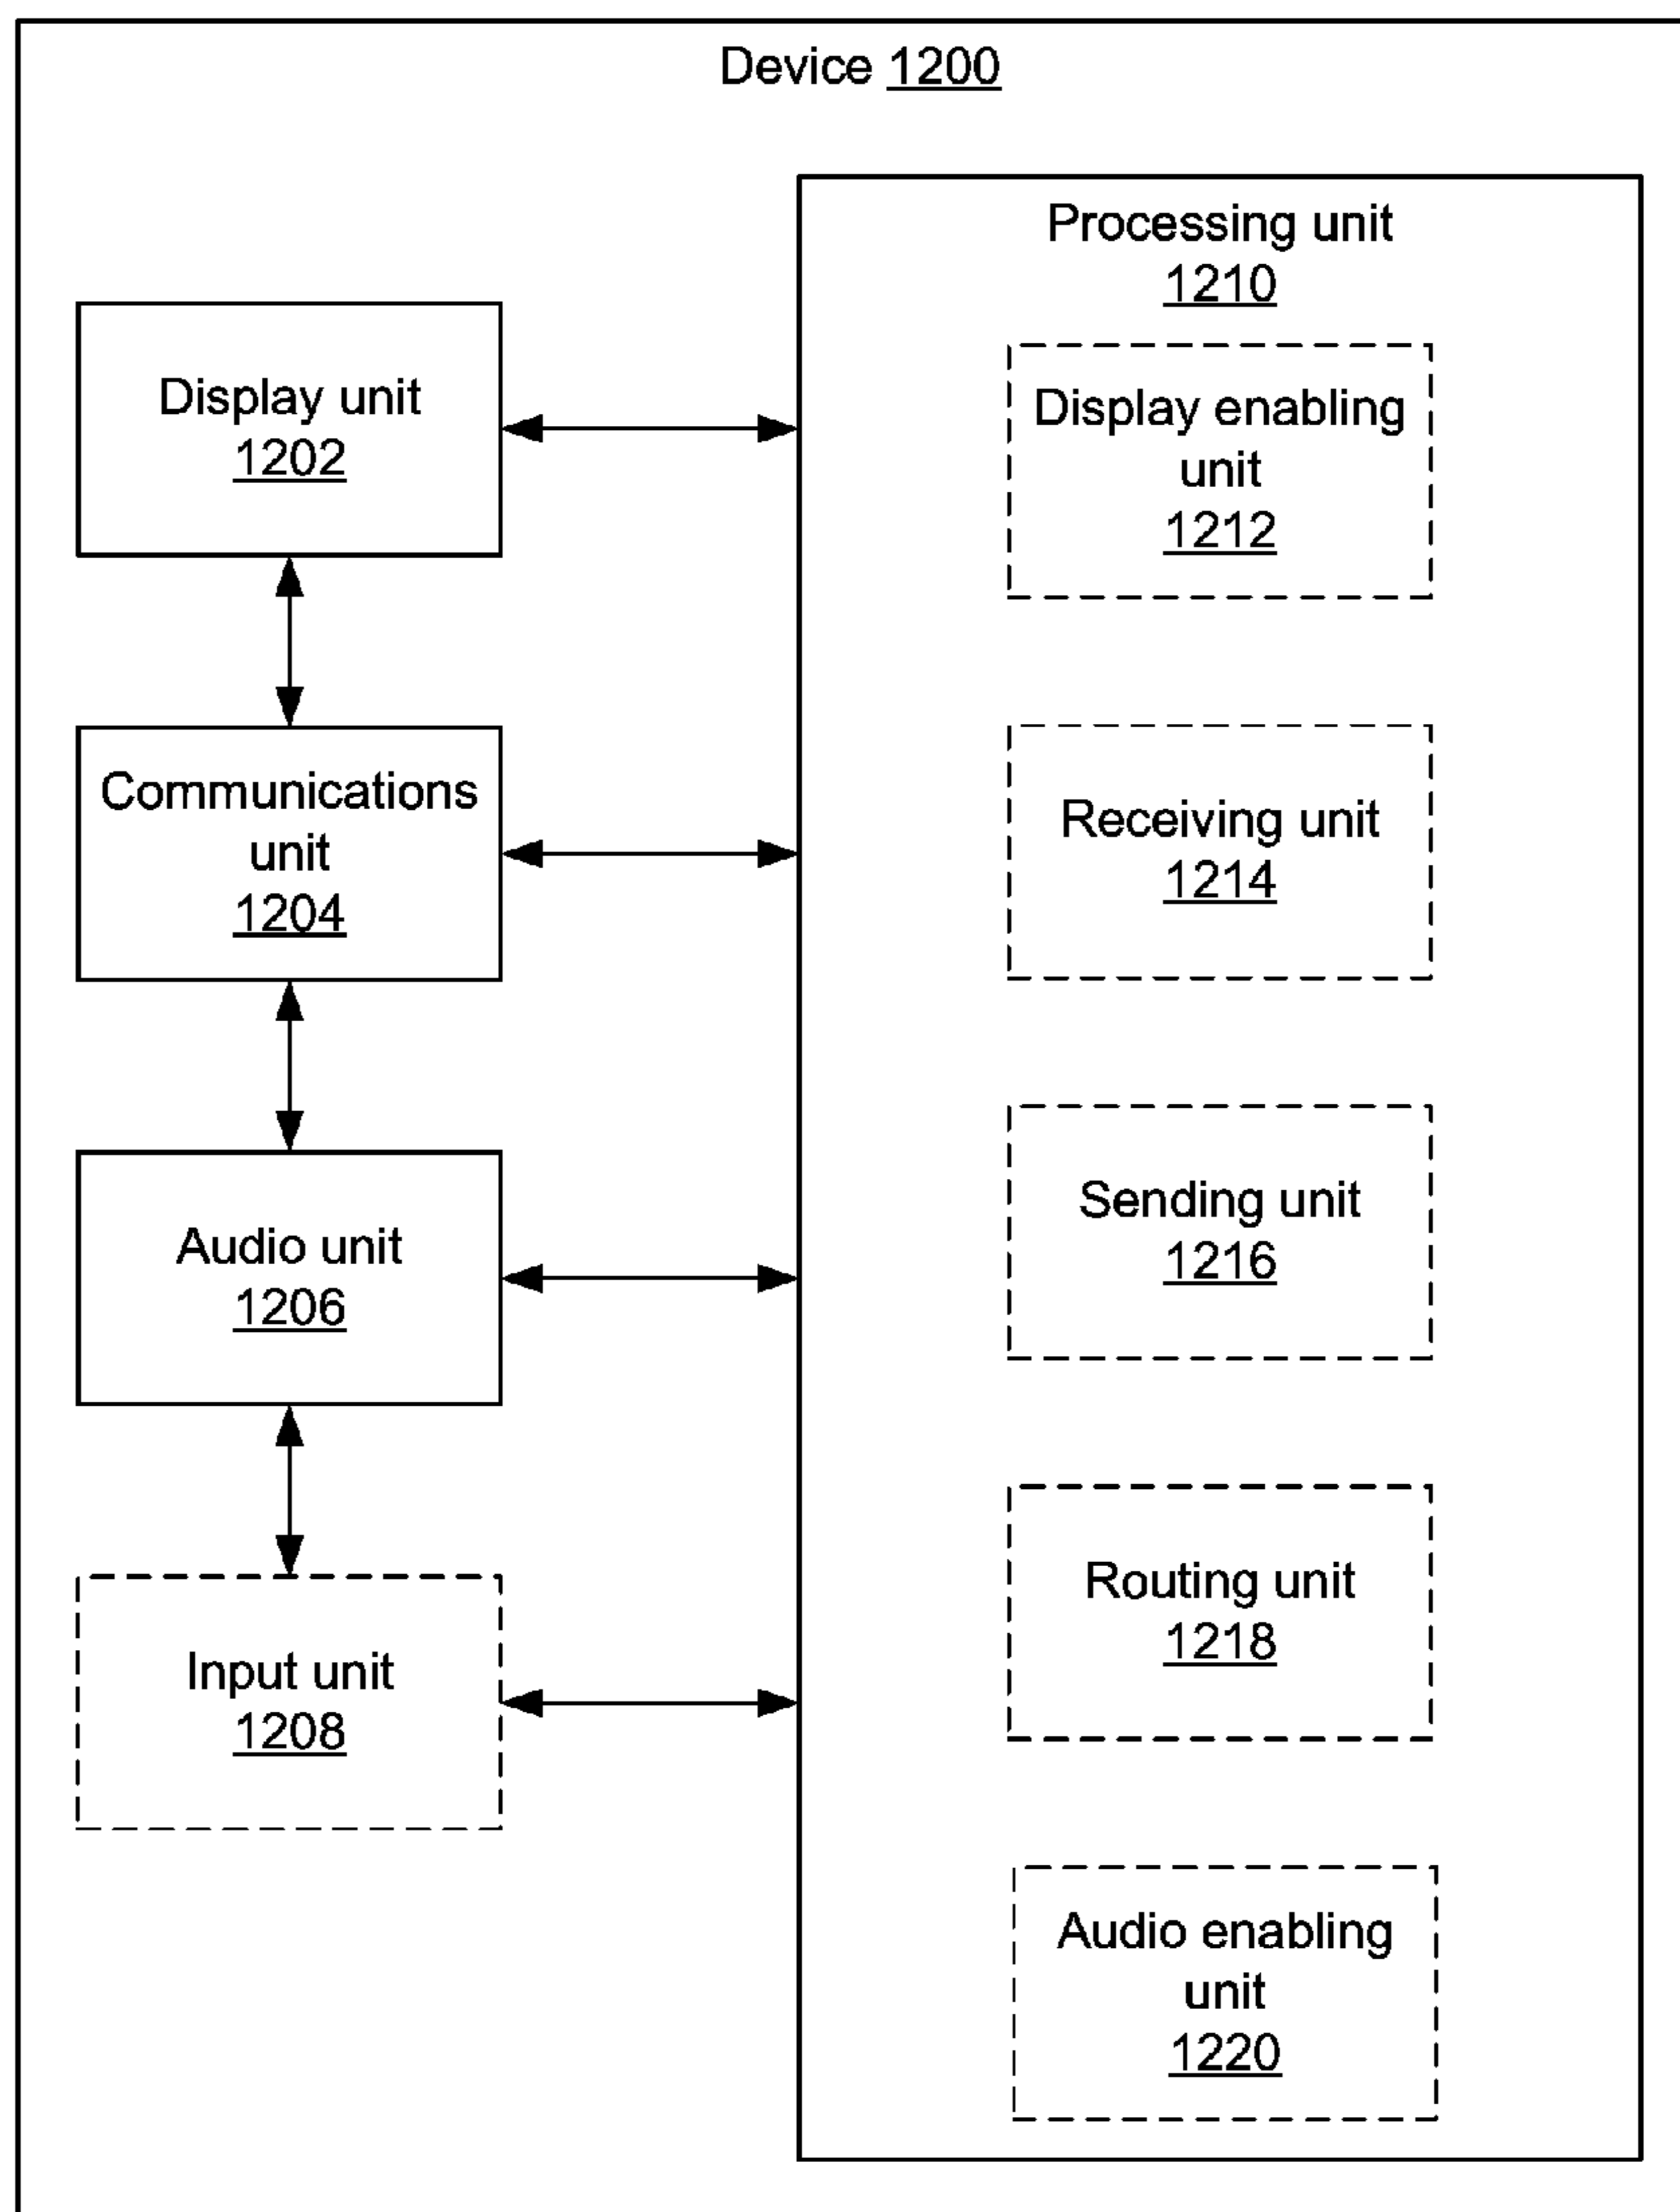 Device 1200
Display unit
1202
Communications
unit
1204
Audio unit
1206
Input unit
1208
Processing unit
1210
Display enabling
unit
1212
Receiving unit
1214
Sending unit
1216
Routing unit
1218
Audio enabling
unit
1220